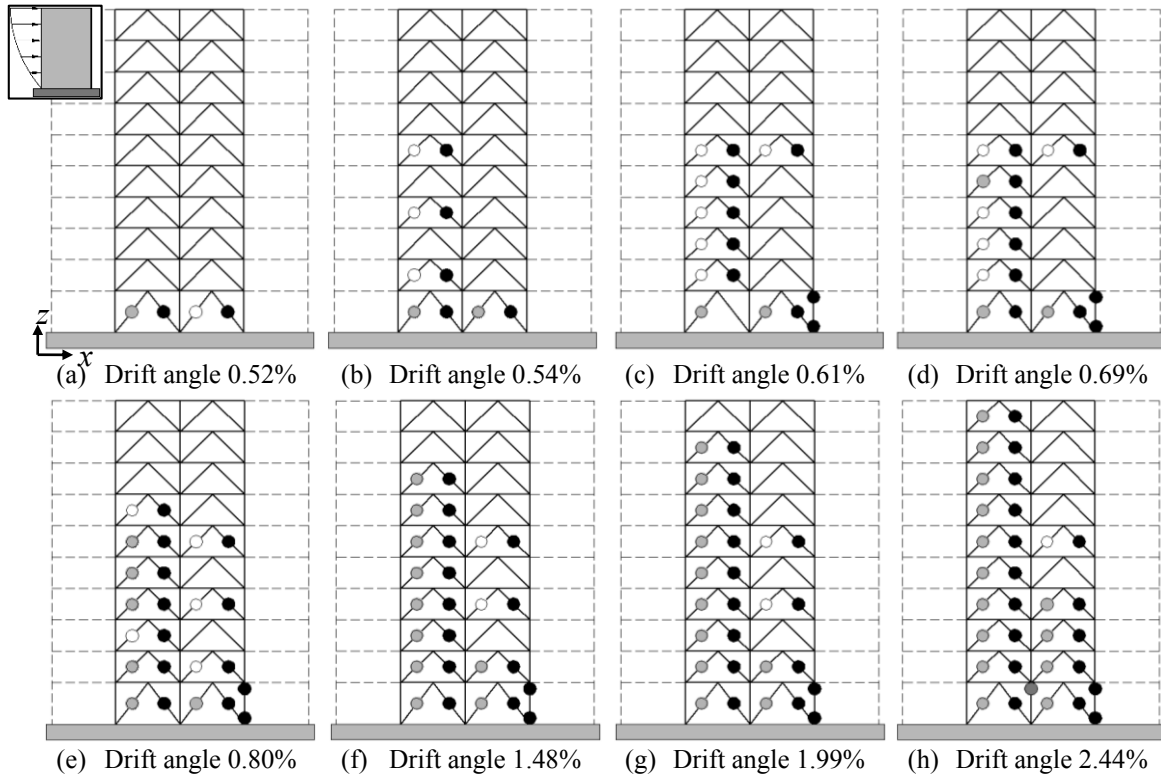 z
x
(a) Drift angle 0.52%
(b) Drift angle 0.54%
(c) Drift angle 0.61%
(d) Drift angle 0.69%
(e) Drift angle 0.80%
(f) Drift angle 1.48%
(g) Drift angle 1.99%
(h) Drift angle 2.44%